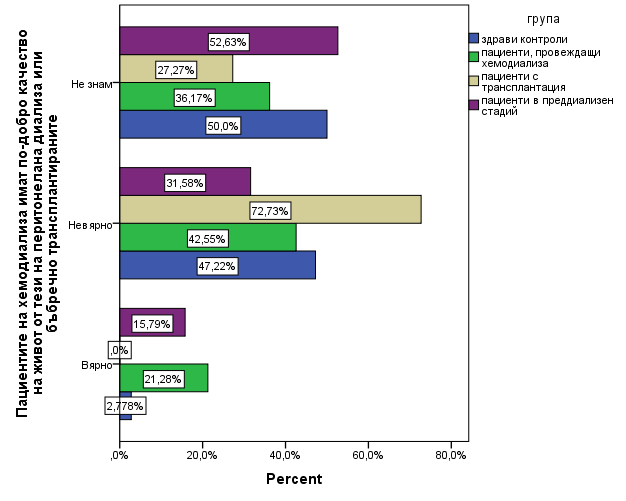 група
здрави контроли
пациенти, провеждащи
хемодиализа
пациенти с
трансплантация
пациенти в преддиализен
стадий
Пациентите на хемодиализа имат по-добро качество
на живот от тези на перитонелана диализа или
бъбречно трансплантираните
Не знам
52,63%
27,27%
36,17%
50,0%
Невярно
31,58%
72,73%
42,55%
47,22%
Вярно
15,79%
,0%
21,28%
2,778%
,0%
20,0%
40,0%
60,0%
80,0%
Percent